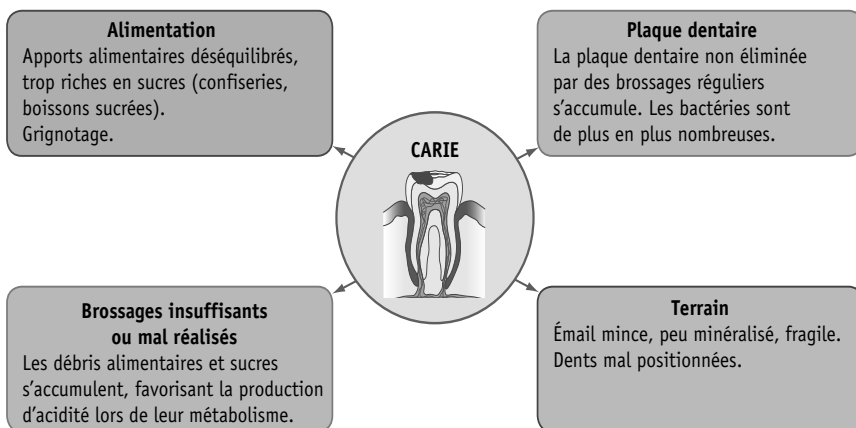 Alimentation
Apports alimentaires déséquilibrés,
trop riches en sucres (confiseries,
boissons sucrées).
Grignotage.
Plaque dentaire
La plaque dentaire non éliminée
par des brossages réguliers
s’accumule. Les bactéries sont
de plus en plus nombreuses.
CARIE
Brossages insuffisants
ou mal réalisés
Les débris alimentaires et sucres
s’accumulent, favorisant la production
d’acidité lors de leur métabolisme.
Terrain
Émail mince, peu minéralisé, fragile.
Dents mal positionnées.